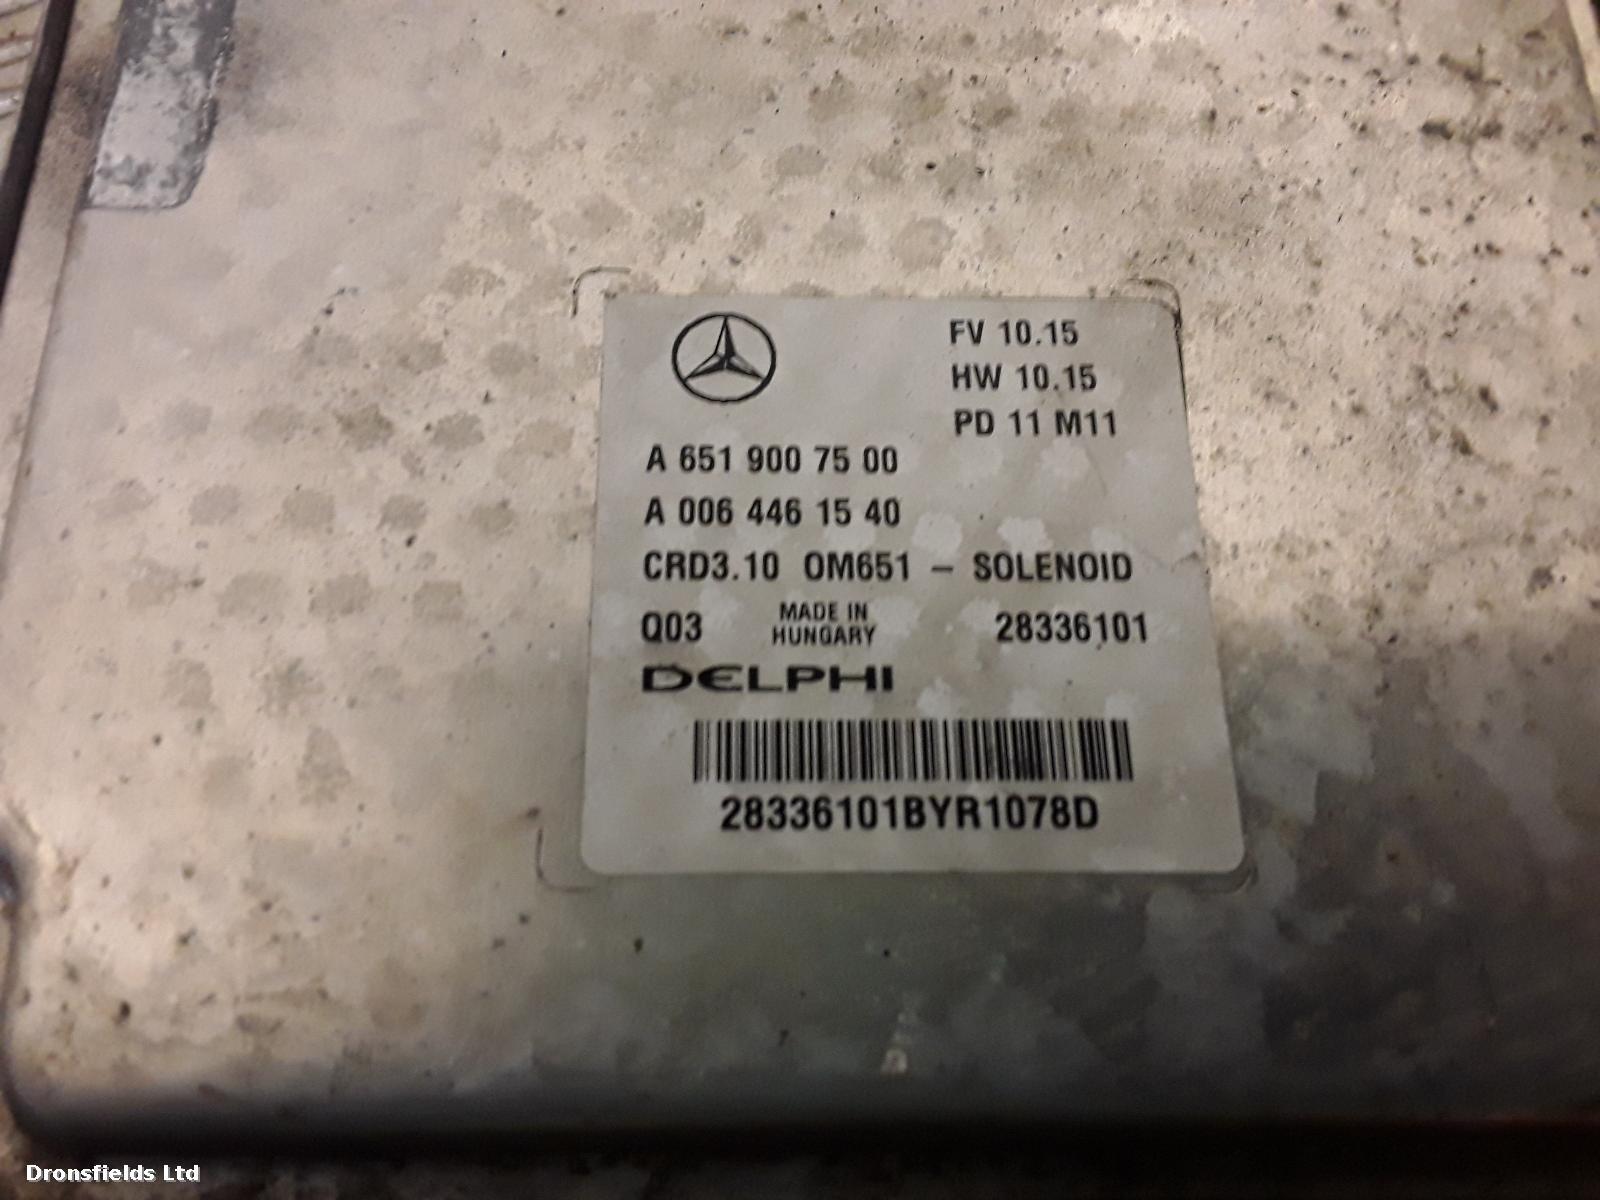 FV 10.15
HW 10.15
PD 11 M11
A 651 900 75 00
A 006 446 15 40
CRD3.10 OM651 – SOLENOID
Q03 MADE IN HUNGARY 28336101
DELPHI
28336101BYR1078D
Dronsfields Ltd